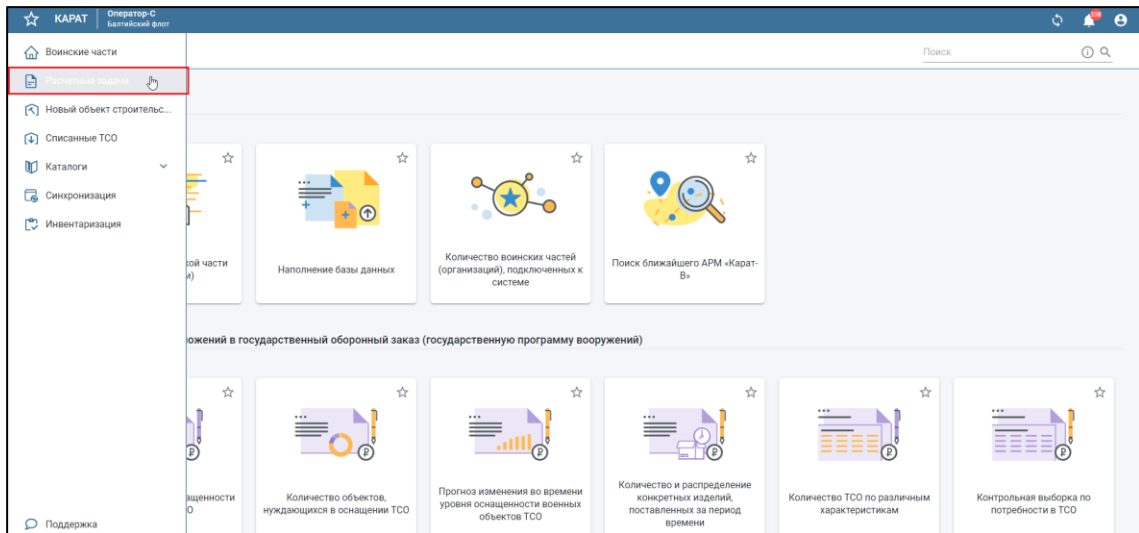 КАРАТ
Оператор-С
Балтийский флот
238
Воинские части
Поиск
Расчетные задачи
Новый объект строительс...
Списанные ТСО
Каталоги
Синхронизация
Инвентаризация
кой части
и)
Наполнение базы данных
Количество воинских частей
(организаций), подключенных к
системе
Поиск ближайшего АРМ «Карат-
В»
ожений в государственный оборонный заказ (государственную программу вооружений)
ащенности
О
Количество объектов,
нуждающихся в оснащении ТСО
Прогноз изменения во времени
уровня оснащенности военных
объектов ТСО
Количество и распределение
конкретных изделий,
поставленных за период
времени
Количество ТСО по различным
характеристикам
Контрольная выборка по
потребности в ТСО
Поддержка